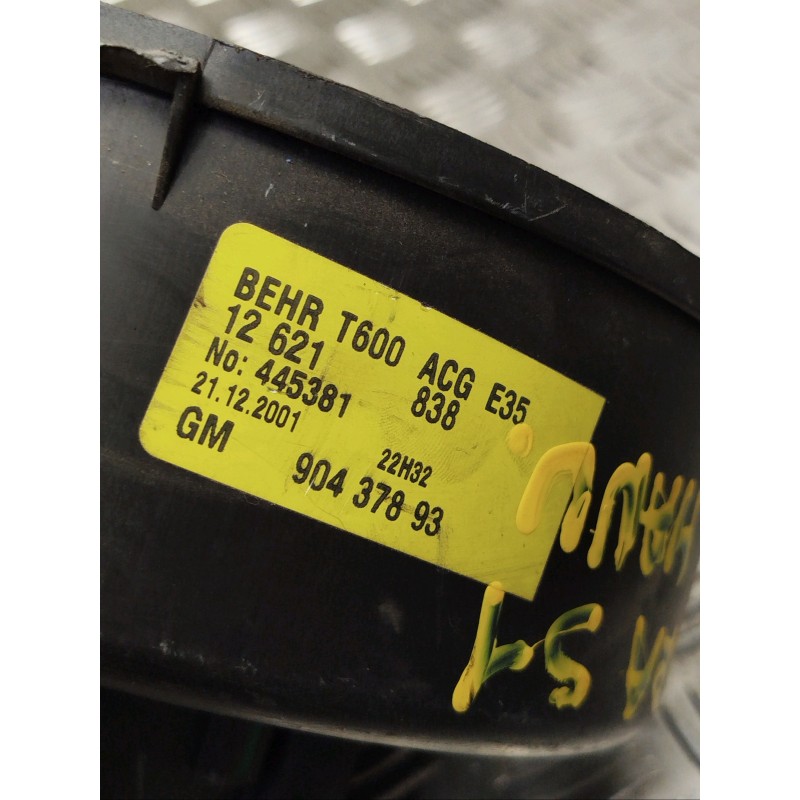 BEHR T600 ACG E35
12 621 838
No: 445381
21.12.2001 22H32
GM 904 378 93